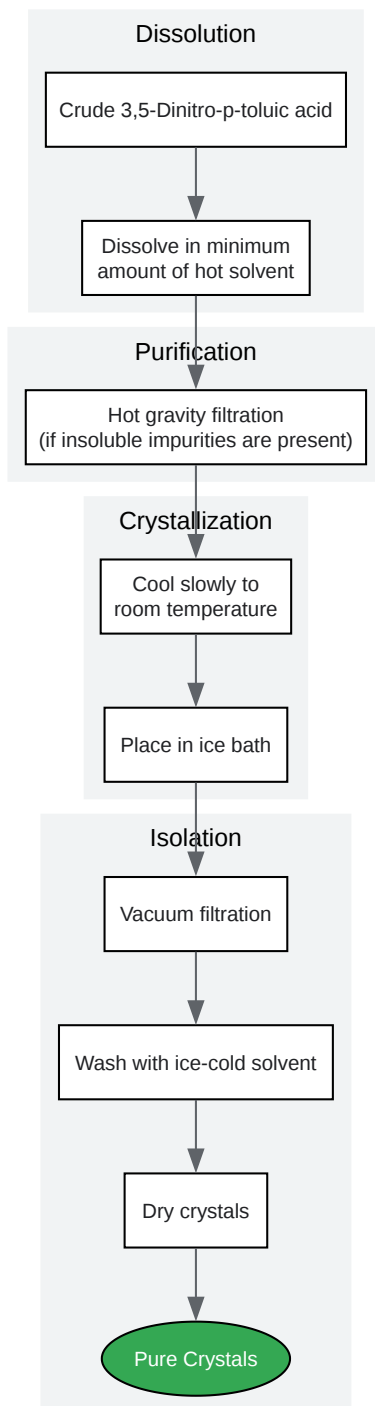 Dissolution
Crude 3,5-Dinitro-p-toluic acid
Dissolve in minimum
amount of hot solvent
Purification
Hot gravity filtration
(if insoluble impurities are present)
Crystallization
Cool slowly to
room temperature
Place in ice bath
Isolation
Vacuum filtration
Wash with ice-cold solvent
Dry crystals
Pure Crystals